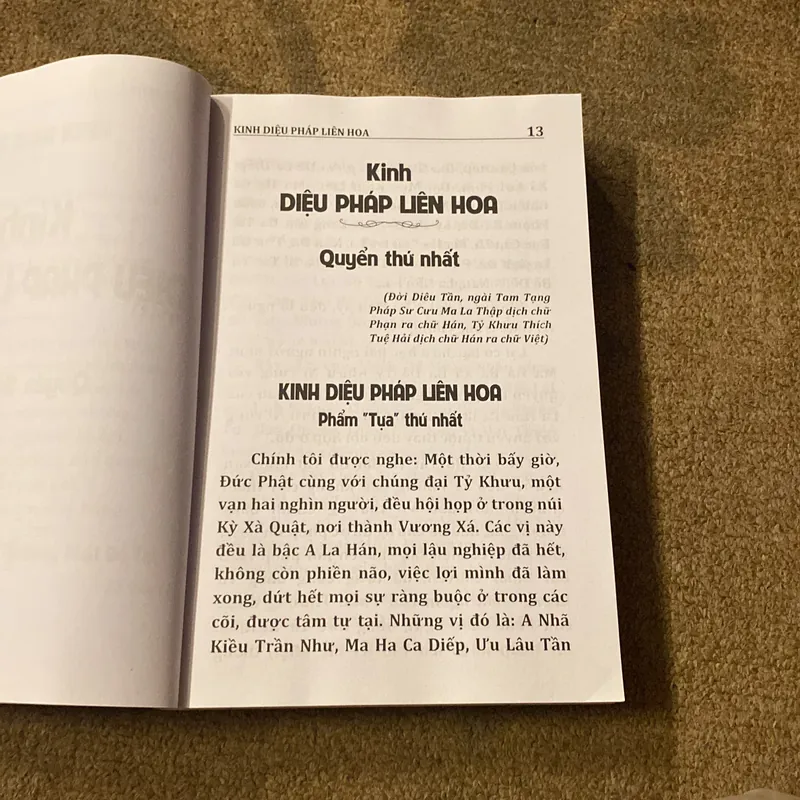 KINH DIỆU PHÁP LIÊN HOA 13
Kinh
DIỆU PHÁP LIÊN HOA
Quyển thứ nhất
(Đời Diêu Tần, ngài Tam Tạng
Pháp Sư Cưu Ma La Thập dịch chữ
Phạn ra chữ Hán, Tỷ Khưu Thích
Tuệ Hải dịch chữ Hán ra chữ Việt)
KINH DIỆU PHÁP LIÊN HOA
Phẩm "Tựa" thứ nhất
Chính tôi được nghe: Một thời bấy giờ,
Đức Phật cùng với chúng đại Tỷ Khưu, một
vạn hai nghìn người, đều hội họp ở trong núi
Kỳ Xà Quật, nơi thành Vương Xá. Các vị này
đều là bậc A La Hán, mọi lậu nghiệp đã hết,
không còn phiền não, việc lợi mình đã làm
xong, dứt hết mọi sự ràng buộc ở trong các
cõi, được tâm tự tại. Những vị đó là: A Nhã
Kiều Trần Như, Ma Ha Ca Diếp, Ưu Lâu Tần